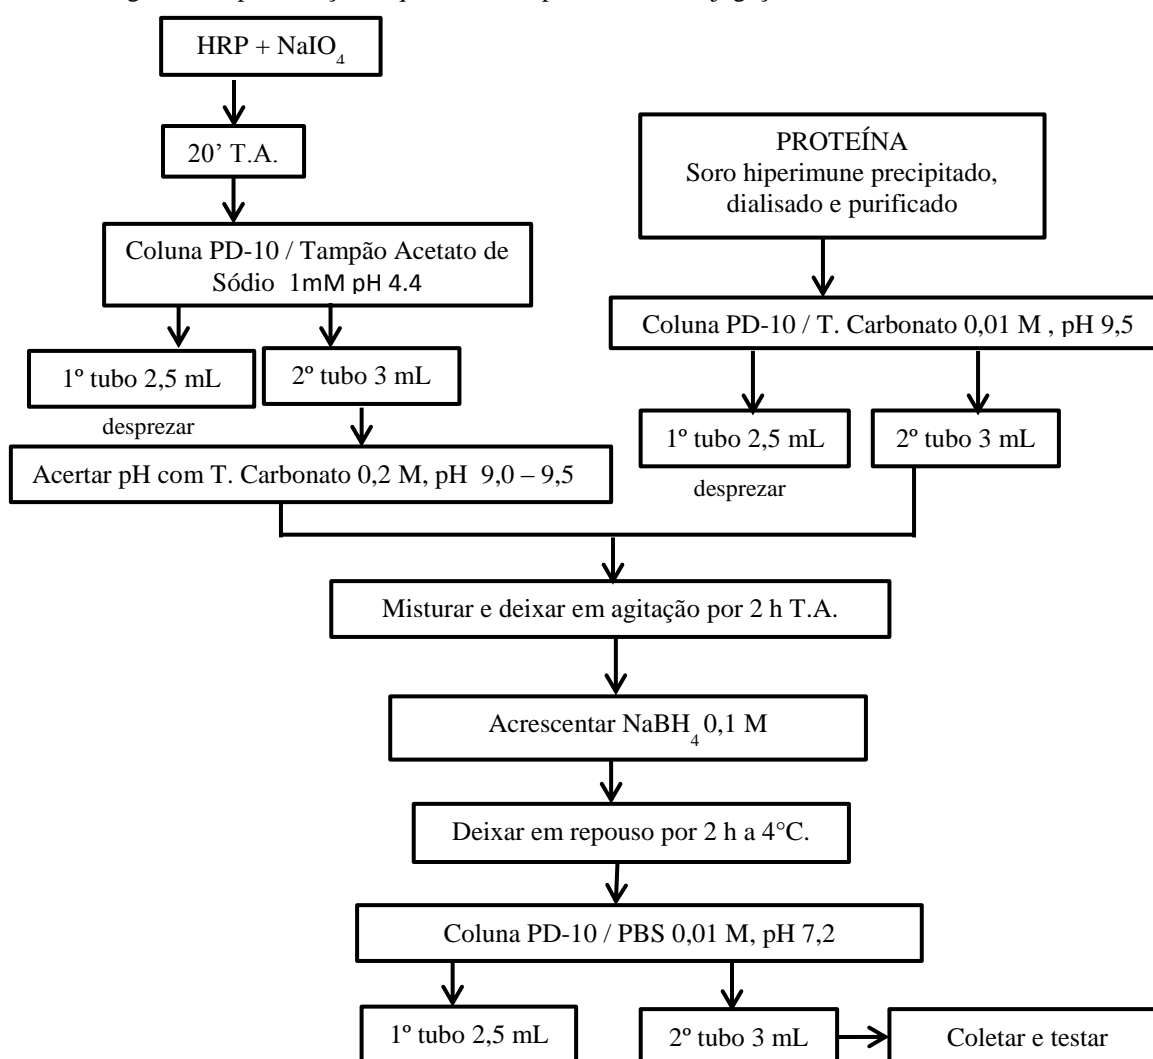 HRP + NaIO4
20’ T.A.
Coluna PD-10 / Tampão Acetato de
Sódio 1mM pH 4.4
1º tubo 2,5 mL
2º tubo 3 mL
desprezar
Acertar pH com T. Carbonato 0,2 M, pH 9,0 – 9,5
PROTEÍNA
Soro hiperimune precipitado,
dialisado e purificado
Coluna PD-10 / T. Carbonato 0,01 M , pH 9,5
1º tubo 2,5 mL
2º tubo 3 mL
desprezar
Misturar e deixar em agitação por 2 h T.A.
Acrescentar NaBH4 0,1 M
Deixar em repouso por 2 h a 4°C.
Coluna PD-10 / PBS 0,01 M, pH 7,2
1º tubo 2,5 mL
2º tubo 3 mL
Coletar e testar